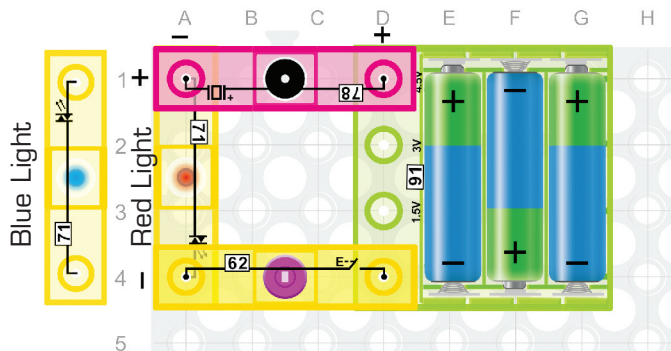 A B C D E F G H
− +
1 + 4.5V + − +
78
71
2 3V
Blue Light
Red Light
91
3 1.5V
71
4 − 62 E − + −
5